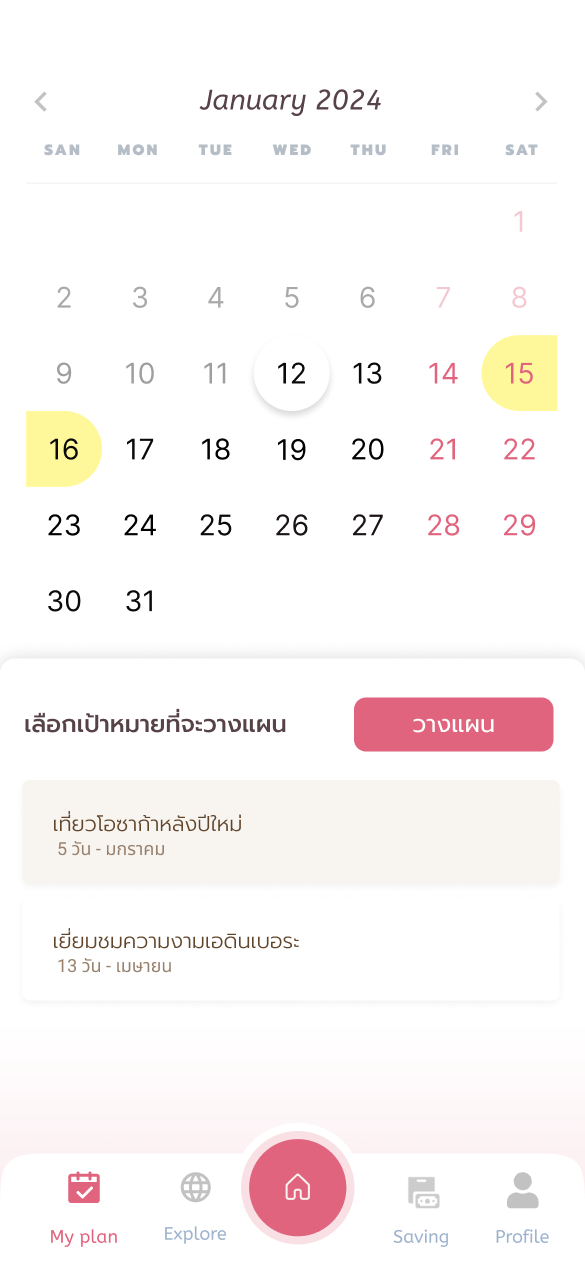 January 2024
SAN MON TUE WED THU FRI SAT
1
2 3 4 5 6 7 8
9 10 11 12 13 14 15
16 17 18 19 20 21 22
23 24 25 26 27 28 29
30 31
เลือกเป้าหมายที่จะวางแผน
วางแผน
เที่ยวโอซาก้าหลังปีใหม่
5 วัน - มกราคม
เยี่ยมชมความงามเอดินเบอระ
13 วัน - เมษายน
My plan Explore Saving Profile